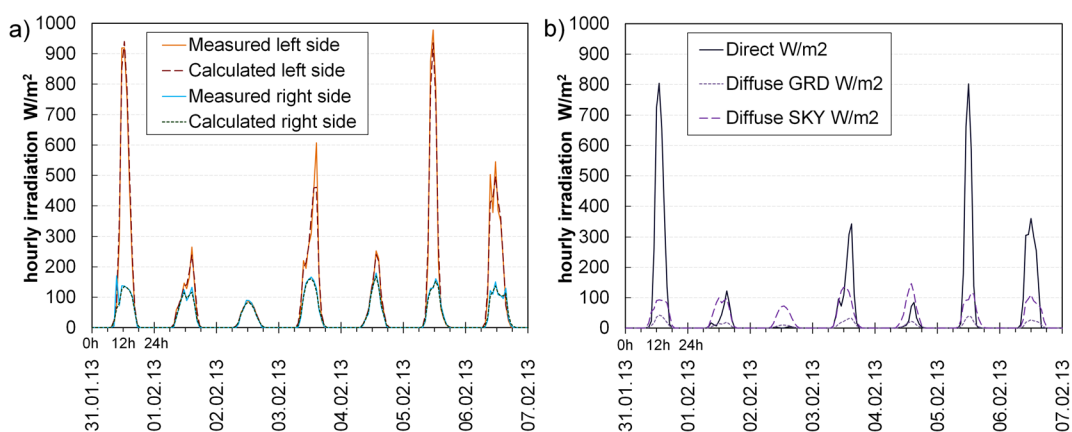 a)
hourly irradiation W/m²
1000
900
800
700
600
500
400
300
200
100
0
Measured left side
Calculated left side
Measured right side
Calculated right side
0h 12h 24h
31.01.13
01.02.13
02.02.13
03.02.13
04.02.13
05.02.13
06.02.13
07.02.13
b)
hourly irradiation W/m²
1000
900
800
700
600
500
400
300
200
100
0
Direct W/m2
Diffuse GRD W/m2
Diffuse SKY W/m2
0h 12h 24h
31.01.13
01.02.13
02.02.13
03.02.13
04.02.13
05.02.13
06.02.13
07.02.13